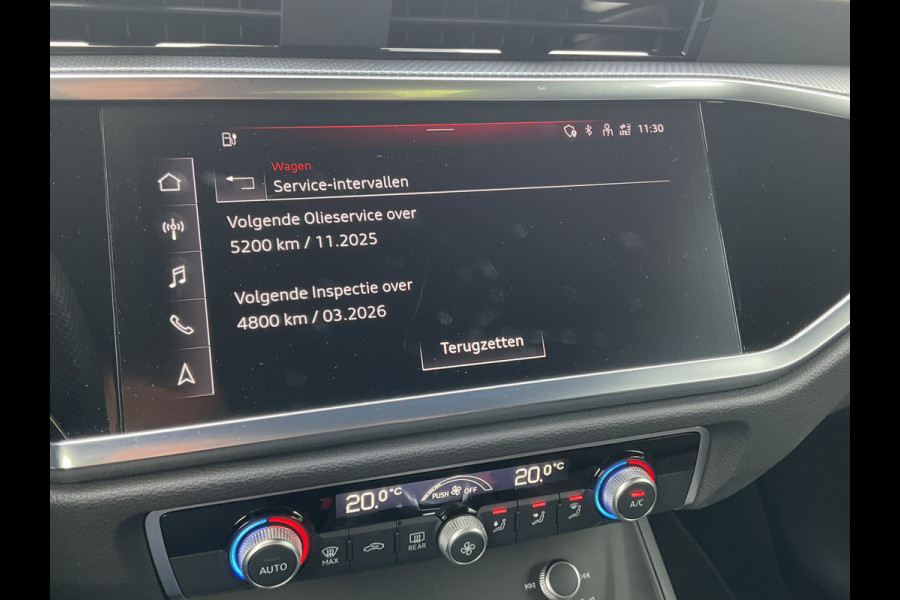 11:30
Wagen
Service-intervallen
Volgende Olieservice over
5200 km / 11.2025
Volgende Inspectie over
4800 km / 03.2026
Terugzetten
20.0°C
PUSH OFF
20.0°C
AUTO
MAX
REAR
A/C